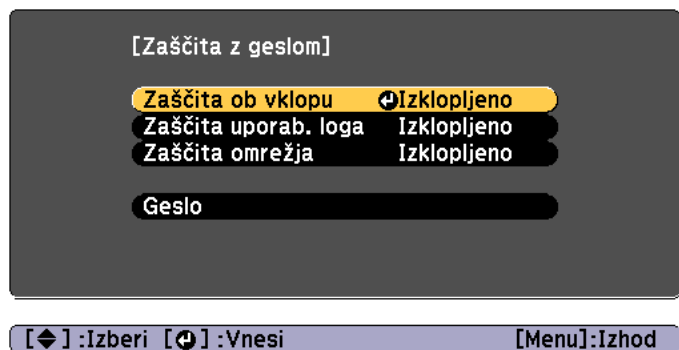 [Zaščita z geslom]
Zaščita ob vklopu Izklopljeno
Zaščita uporab. loga Izklopljeno
Zaščita omrežja Izklopljeno
Geslo
[◆] :Izberi [↵] :Vnesi [Menu]:Izhod